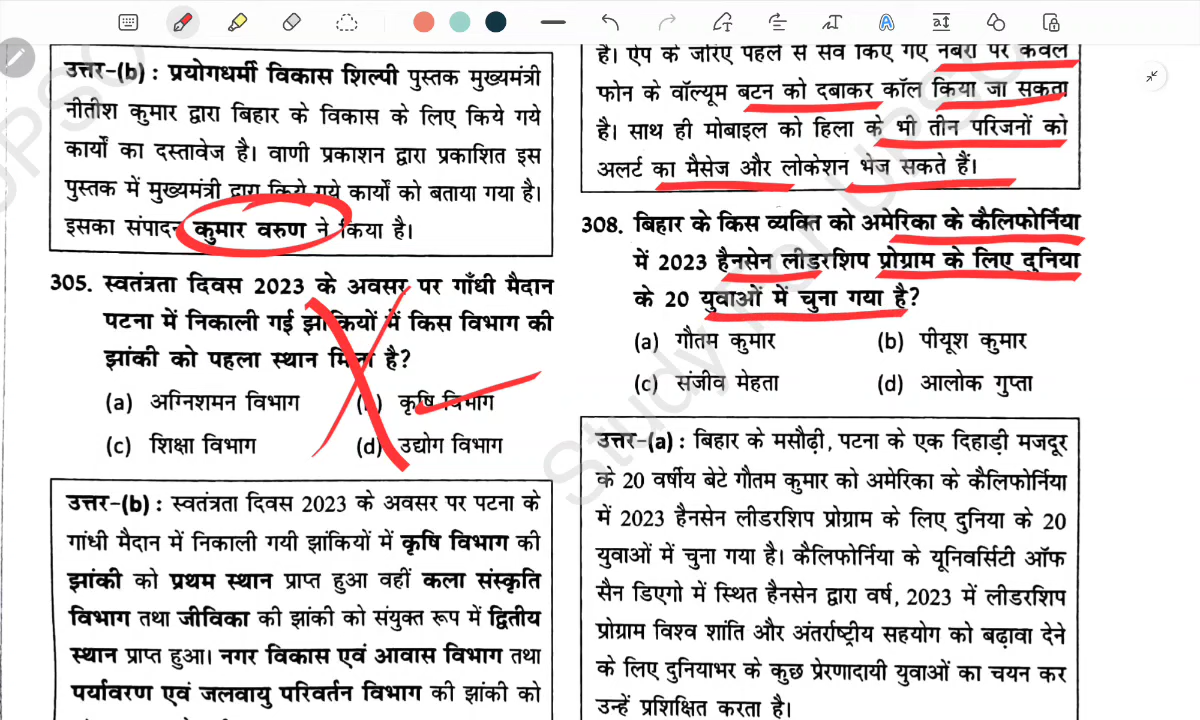 उत्तर-(b) : प्रयोगधर्मी विकास शिल्पी पुस्तक मुख्यमंत्री
नीतीश कुमार द्वारा बिहार के विकास के लिए किये गये
कार्यों का दस्तावेज है। वाणी प्रकाशन द्वारा प्रकाशित इस
पुस्तक में मुख्यमंत्री द्वारा किये गये कार्यों को बताया गया है।
इसका संपादन कुमार वरुण ने किया है।
305. स्वतंत्रता दिवस 2023 के अवसर पर गाँधी मैदान
पटना में निकाली गई झांकियों में किस विभाग की
झांकी को पहला स्थान मिला है?
(a) अग्निशमन विभाग (b) कृषि विभाग
(c) शिक्षा विभाग (d) उद्योग विभाग
उत्तर-(b) : स्वतंत्रता दिवस 2023 के अवसर पर पटना के
गांधी मैदान में निकाली गयी झांकियों में कृषि विभाग की
झांकी को प्रथम स्थान प्राप्त हुआ वहीं कला संस्कृति
विभाग तथा जीविका की झांकी को संयुक्त रूप में द्वितीय
स्थान प्राप्त हुआ। नगर विकास एवं आवास विभाग तथा
पर्यावरण एवं जलवायु परिवर्तन विभाग की झांकी को
है। ऐप के जरिए पहले से सेव किए गए नंबरों पर केवल
फोन के वॉल्यूम बटन को दबाकर कॉल किया जा सकता
है। साथ ही मोबाइल को हिला के भी तीन परिजनों को
अलर्ट का मैसेज और लोकेशन भेज सकते हैं।
308. बिहार के किस व्यक्ति को अमेरिका के कैलिफोर्निया
में 2023 हैनसेन लीडरशिप प्रोग्राम के लिए दुनिया
के 20 युवाओं में चुना गया है?
(a) गौतम कुमार (b) पीयूश कुमार
(c) संजीव मेहता (d) आलोक गुप्ता
उत्तर-(a) : बिहार के मसौढ़ी, पटना के एक दिहाड़ी मजदूर
के 20 वर्षीय बेटे गौतम कुमार को अमेरिका के कैलिफोर्निया
में 2023 हैनसेन लीडरशिप प्रोग्राम के लिए दुनिया के 20
युवाओं में चुना गया है। कैलिफोर्निया के यूनिवर्सिटी ऑफ
सैन डिएगो में स्थित हैनसेन द्वारा वर्ष, 2023 में लीडरशिप
प्रोग्राम विश्व शांति और अंतर्राष्ट्रीय सहयोग को बढ़ावा देने
के लिए दुनियाभर के कुछ प्रेरणादायी युवाओं का चयन कर
उन्हें प्रशिक्षित करता है।
Study For UPSC
UPSC